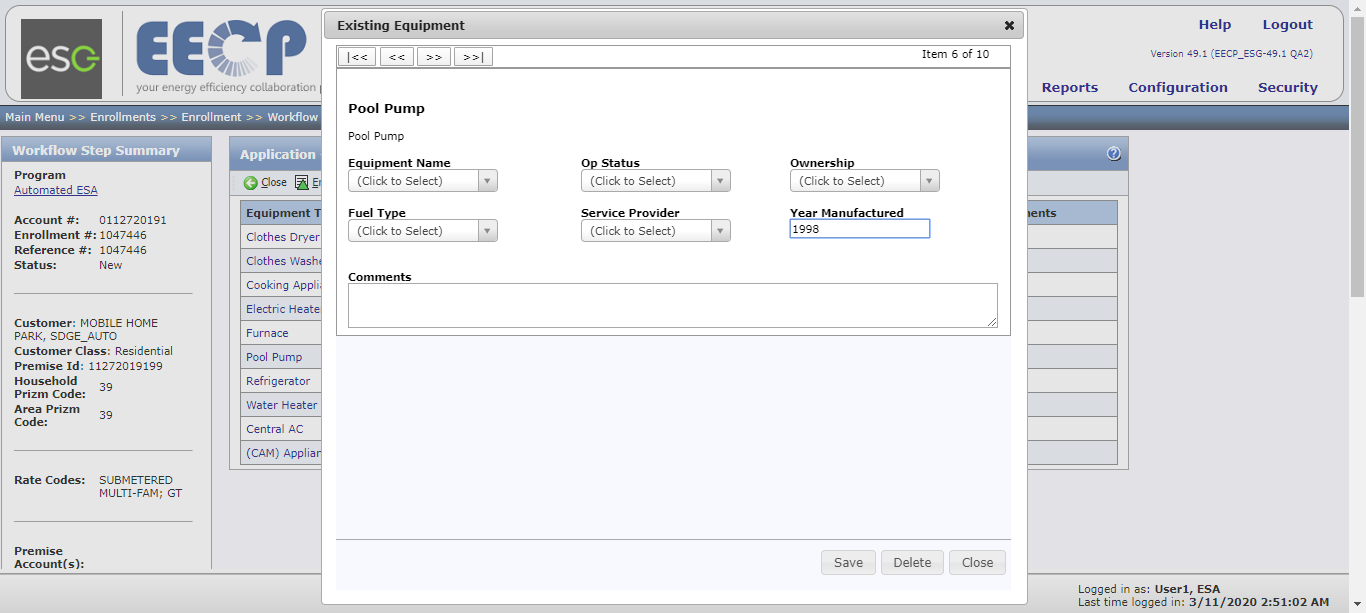 esg
EECP
your energy efficiency collaboration
Help Logout
Version 49.1 (EECP_ESG-49.1 QA2)
Reports Configuration Security
Main Menu >> Enrollments >> Enrollment >> Workflow
Workflow Step Summary
Program
Automated ESA
Account #: 0112720191
Enrollment #: 1047446
Reference #: 1047446
Status: New
Customer: MOBILE HOME
PARK, SDGE_AUTO
Customer Class: Residential
Premise Id: 11272019199
Household
Prizm Code: 39
Area Prizm
Code: 39
Rate Codes: SUBMETERED
MULTI-FAM; GT
Premise
Account(s):
Application
Close
Equipment T
Clothes Dryer
Clothes Washe
Cooking Appli
Electric Heate
Furnace
Pool Pump
Refrigerator
Water Heater
Central AC
(CAM) Applian
ments
Existing Equipment
|<< << >> >>|
Item 6 of 10
Pool Pump
Pool Pump
Equipment Name Op Status Ownership
(Click to Select) (Click to Select) (Click to Select)
Fuel Type Service Provider Year Manufactured
(Click to Select) (Click to Select) 1998
Comments
Save Delete Close
Logged in as: User1, ESA
Last time logged in: 3/11/2020 2:51:02 AM